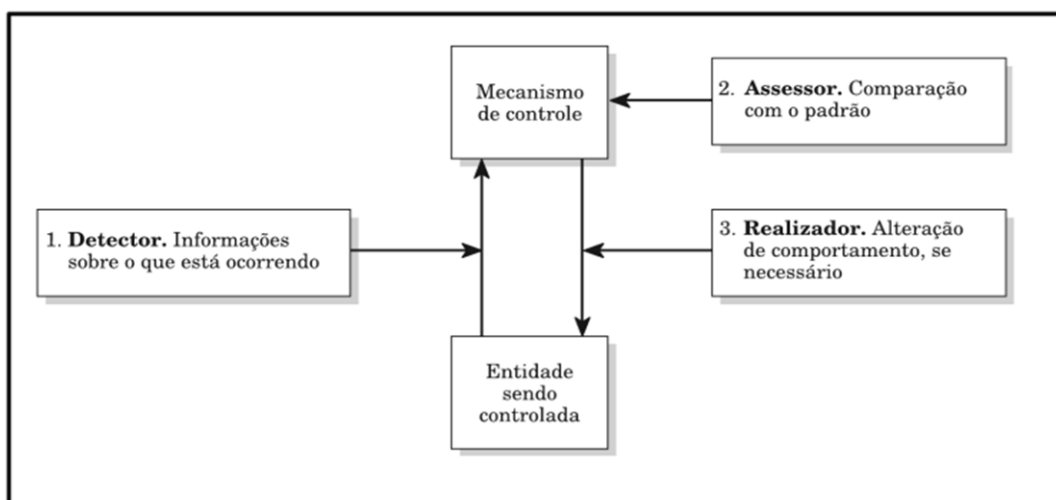 Mecanismo
de controle
2. Assessor. Comparação
com o padrão
1. Detector. Informações
sobre o que está ocorrendo
3. Realizador. Alteração
de comportamento, se
necessário
Entidade
sendo
controlada